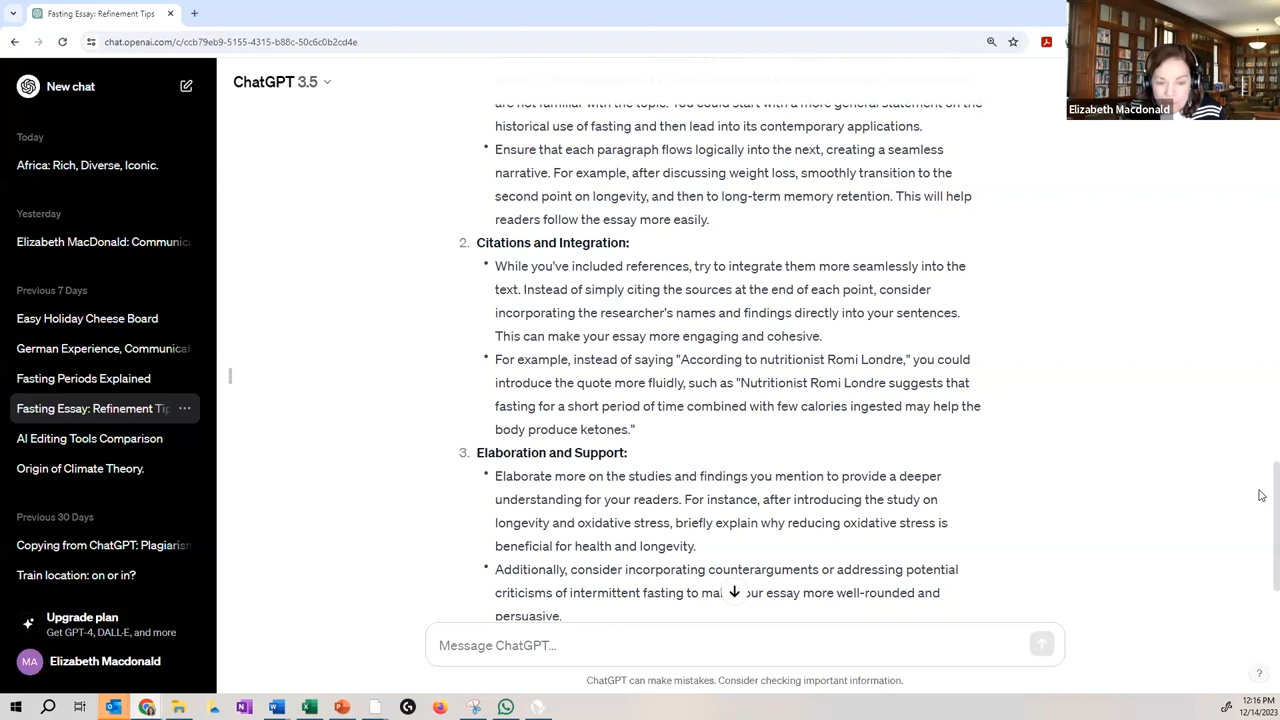 Fasting Essay: Refinement Tips
chat.openai.com/c/ccb79eb9-5155-4315-b88c-50c6c0b2cd4e
New chat
ChatGPT 3.5
Elizabeth Macdonald
Today
Africa: Rich, Diverse, Iconic.
Yesterday
Elizabeth MacDonald: Communica
Previous 7 Days
Easy Holiday Cheese Board
German Experience, Communicat
Fasting Periods Explained
Fasting Essay: Refinement Tip ...
AI Editing Tools Comparison
Origin of Climate Theory.
Previous 30 Days
Copying from ChatGPT: Plagiarism
Train location: on or in?
Upgrade plan
Get GPT-4, DALL·E, and more
MA
Elizabeth Macdonald
are not familiar with the topic. You could start with a more general statement on the
historical use of fasting and then lead into its contemporary applications.
• Ensure that each paragraph flows logically into the next, creating a seamless
narrative. For example, after discussing weight loss, smoothly transition to the
second point on longevity, and then to long-term memory retention. This will help
readers follow the essay more easily.
2. Citations and Integration:
• While you've included references, try to integrate them more seamlessly into the
text. Instead of simply citing the sources at the end of each point, consider
incorporating the researcher's names and findings directly into your sentences.
This can make your essay more engaging and cohesive.
• For example, instead of saying "According to nutritionist Romi Londre," you could
introduce the quote more fluidly, such as "Nutritionist Romi Londre suggests that
fasting for a short period of time combined with few calories ingested may help the
body produce ketones."
3. Elaboration and Support:
• Elaborate more on the studies and findings you mention to provide a deeper
understanding for your readers. For instance, after introducing the study on
longevity and oxidative stress, briefly explain why reducing oxidative stress is
beneficial for health and longevity.
• Additionally, consider incorporating counterarguments or addressing potential
criticisms of intermittent fasting to ma our essay more well-rounded and
persuasive.
Message ChatGPT...
ChatGPT can make mistakes. Consider checking important information.
?
12:16 PM
12/14/2023